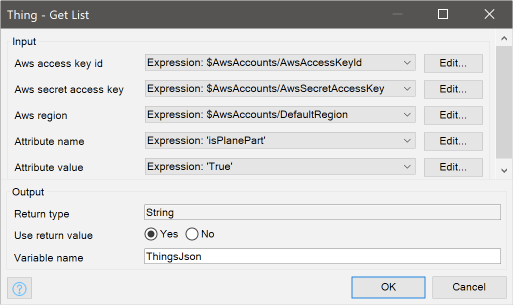 Thing - Get List
Input
Aws access key id Expression: $AwsAccounts/AwsAccessKeyId Edit...
Aws secret access key Expression: $AwsAccounts/AwsSecretAccessKey Edit...
Aws region Expression: $AwsAccounts/DefaultRegion Edit...
Attribute name Expression: 'isPlanePart' Edit...
Attribute value Expression: 'True' Edit...
Output
Return type String
Use return value Yes No
Variable name ThingsJson
? OK Cancel